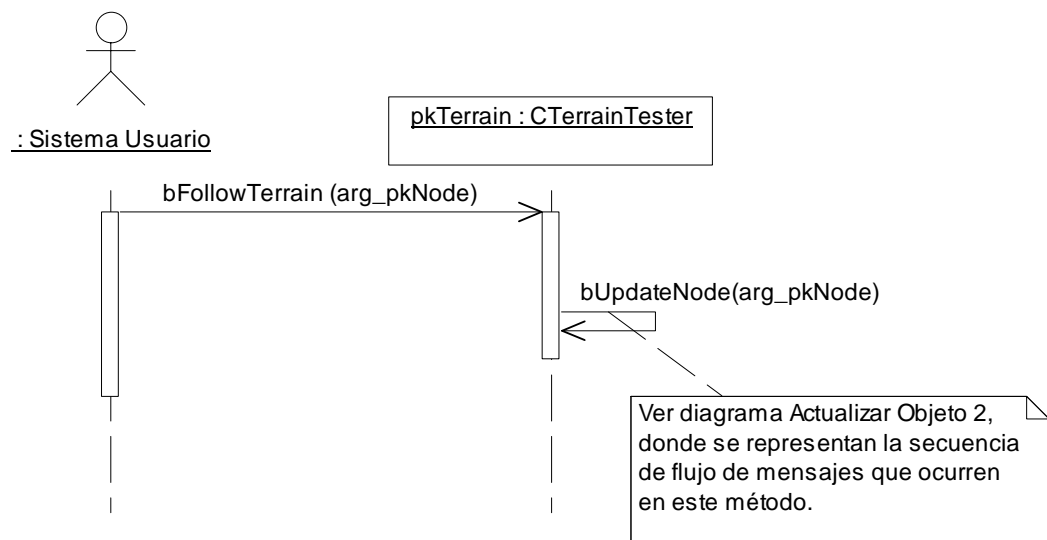 pkTerrain : CTerrainTester
: Sistema Usuario
bFollowTerrain (arg_pkNode)
bUpdateNode(arg_pkNode)
Ver diagrama Actualizar Objeto 2,
donde se representan la secuencia
de flujo de mensajes que ocurren
en este método.